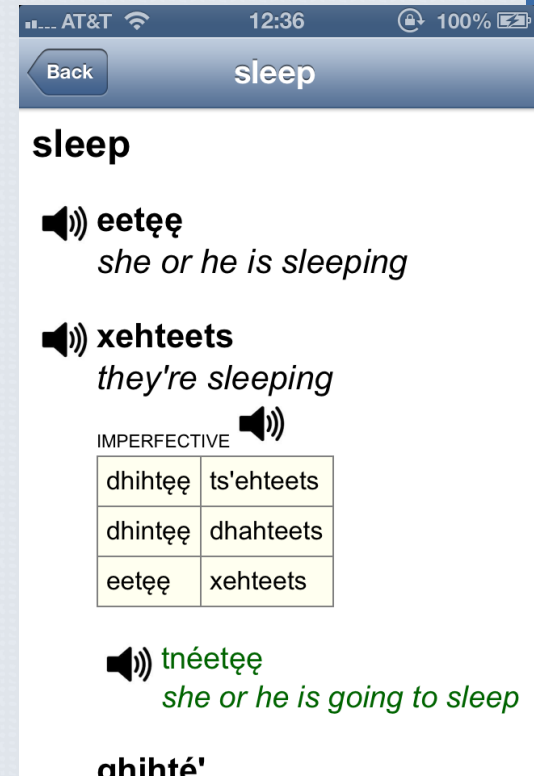 AT&T 12:36 100%
Back sleep
sleep
eetęę
she or he is sleeping
xehteets
they're sleeping
IMPERFECTIVE
dhihtęę ts'ehteets
dhintęę dhahteets
eetęę xehteets
tnéetęę
she or he is going to sleep
ghihté'